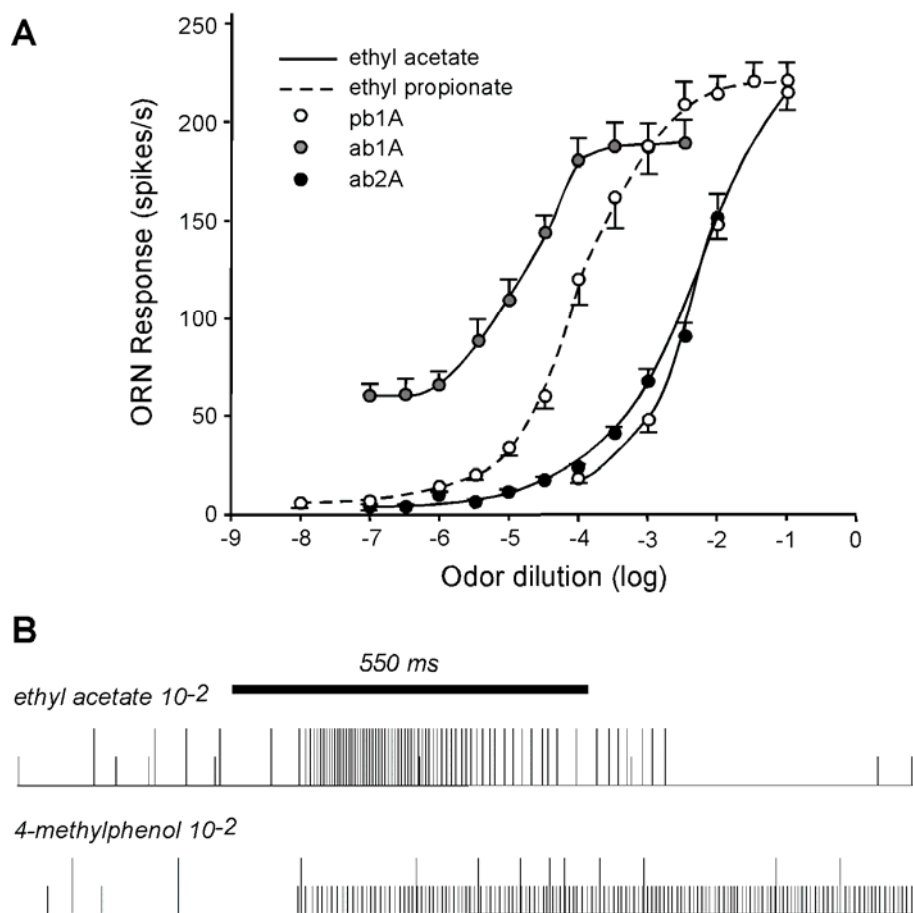 A
ORN Response (spikes/s)
250
200
150
100
50
0
ethyl acetate
ethyl propionate
pb1A
ab1A
ab2A
-9 -8 -7 -6 -5 -4 -3 -2 -1 0
Odor dilution (log)
B
550 ms
ethyl acetate 10-2
4-methylphenol 10-2